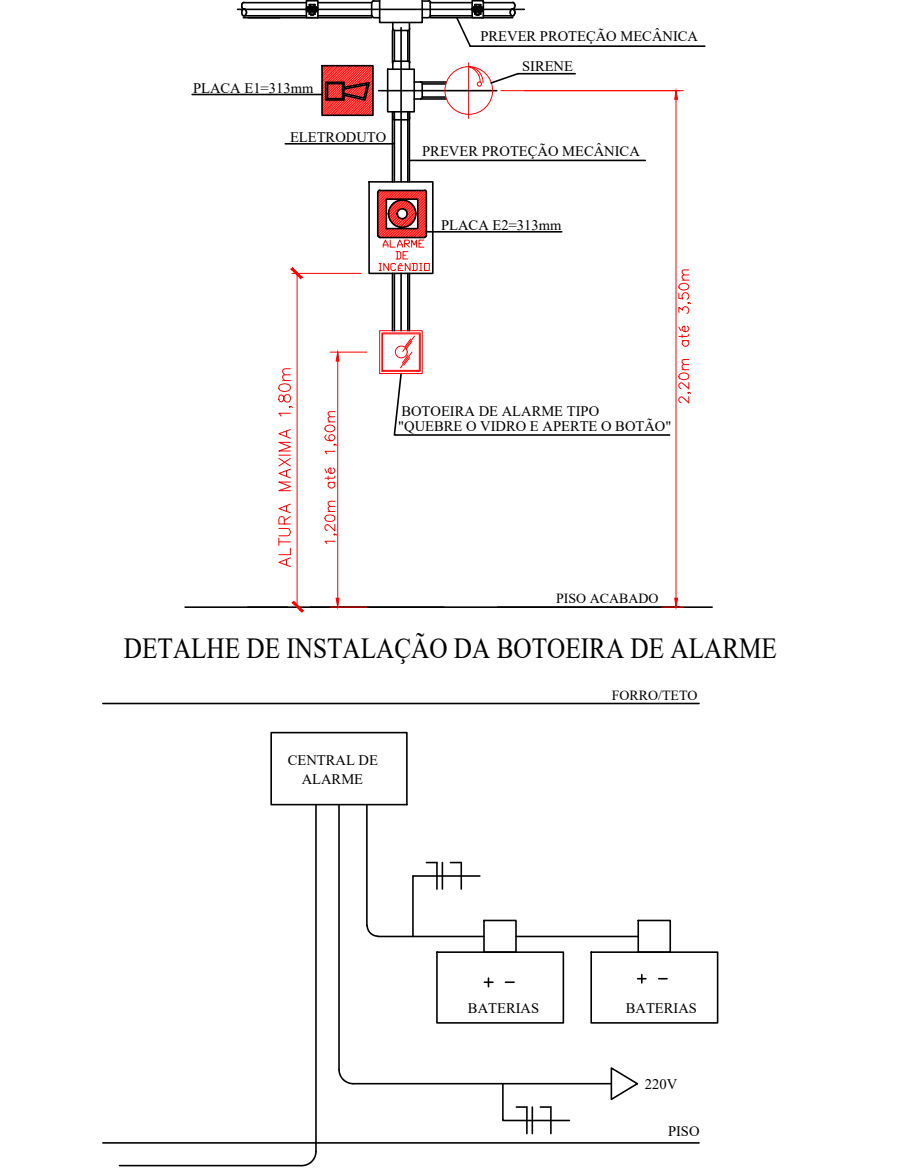 PREVER PROTEÇÃO MECÂNICA
SIRENE
PLACA E1=313mm
ELETRODUTO
PREVER PROTEÇÃO MECÂNICA
PLACA E2=313mm
ALARME
DE
INCÊNDIO
2,20m até 3,50m
ALTURA MAXIMA 1,80m
1,20m até 1,60m
BOTOEIRA DE ALARME TIPO
"QUEBRE O VIDRO E APERTE O BOTÃO"
PISO ACABADO
DETALHE DE INSTALAÇÃO DA BOTOEIRA DE ALARME
FORRO/TETO
CENTRAL DE
ALARME
+ −
BATERIAS
+ −
BATERIAS
220V
PISO